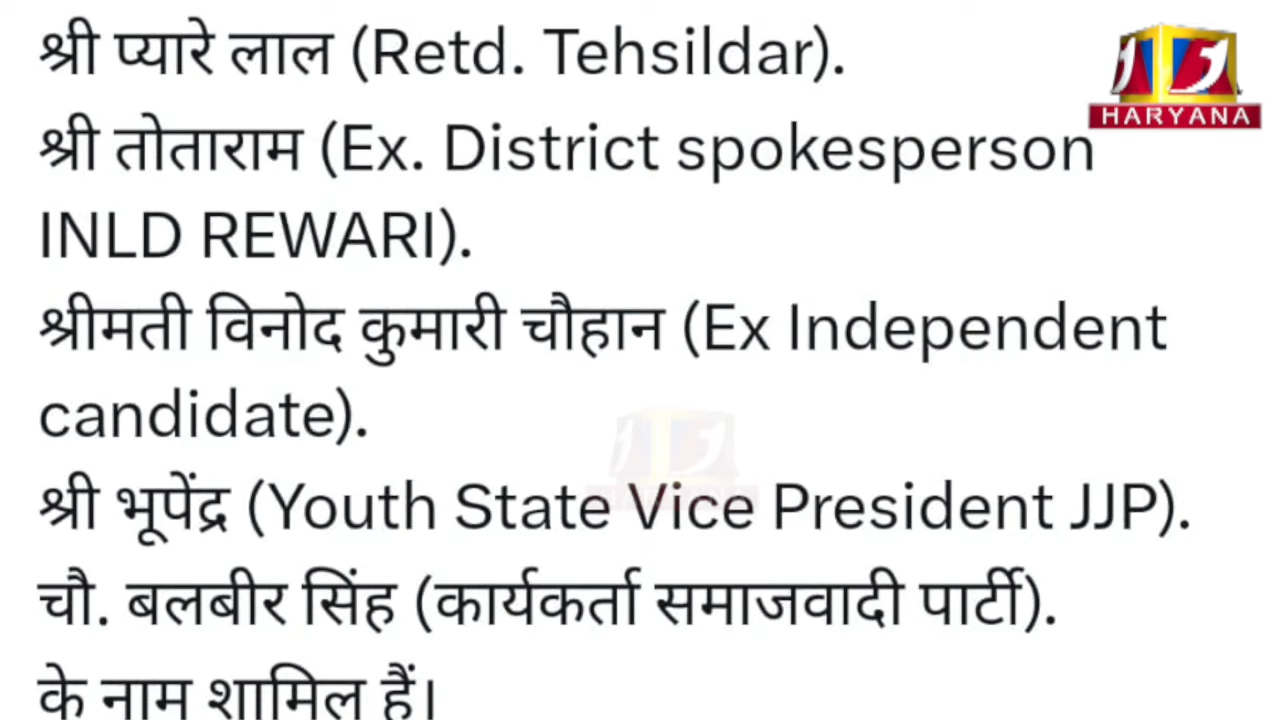 श्री प्यारे लाल (Retd. Tehsildar).
HARYANA
श्री तोताराम (Ex. District spokesperson
INLD REWARI).
श्रीमती विनोद कुमारी चौहान (Ex Independent
candidate).
श्री भूपेंद्र (Youth State Vice President JJP).
चौ. बलबीर सिंह (कार्यकर्ता समाजवादी पार्टी).
के नाम शामिल हैं।